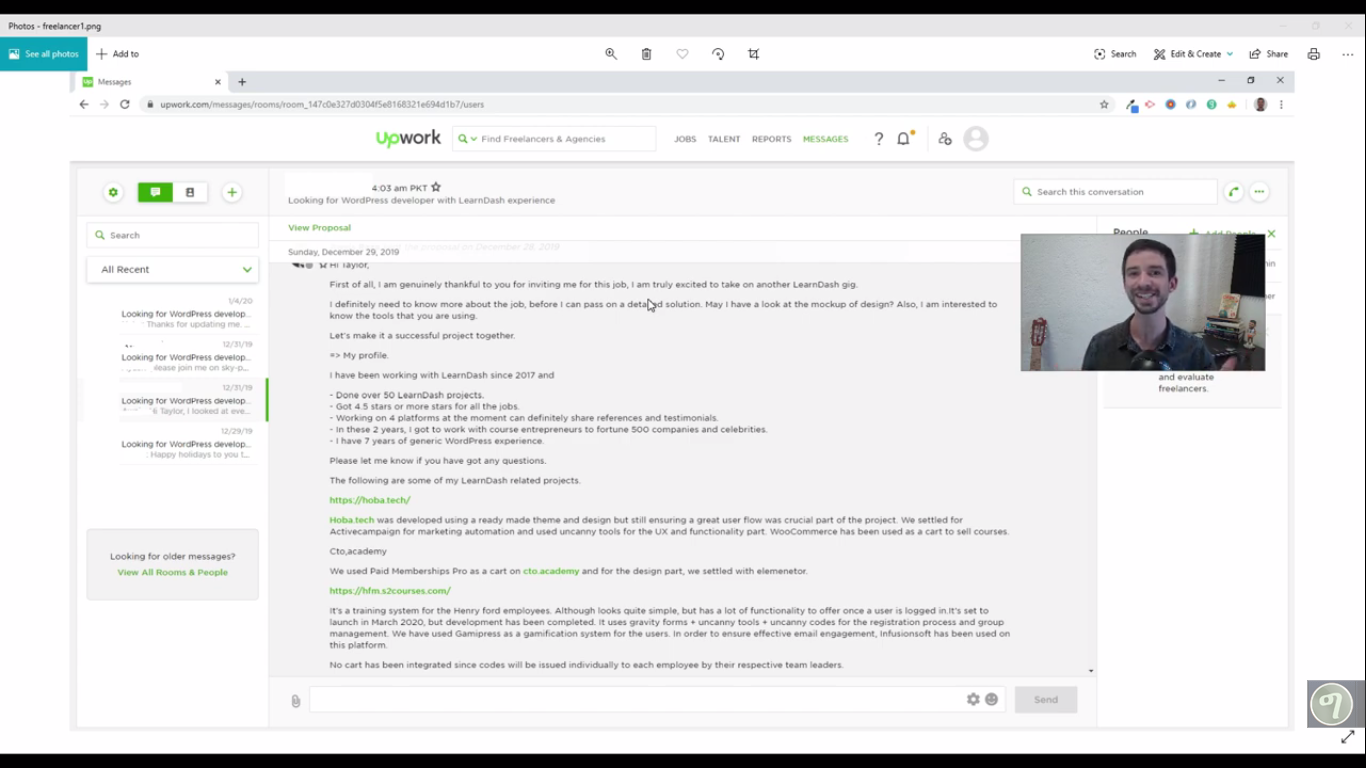 Photos - freelancer1.png
See all photos
Add to
Search
Edit & Create
Share
Messages
upwork.com/messages/rooms/room_147c0e327d0304f5e8168321e694d1b7/users
upwork
Find Freelancers & Agencies
JOBS
TALENT
REPORTS
MESSAGES
4:03 am PKT
Looking for WordPress developer with LearnDash experience
Search this conversation
Search
All Recent
1/4/20
Looking for WordPress develop...
Thanks for updating me. ...
12/31/19
Looking for WordPress develop...
please join me on sky-p...
12/31/19
Looking for WordPress develop...
Taylor, I looked at eve...
12/29/19
Looking for WordPress develop...
: Happy holidays to you t...
Looking for older messages?
View All Rooms & People
View Proposal
the proposal on December 28, 2019
Sunday, December 29, 2019
Hi Taylor,
First of all, I am genuinely thankful to you for inviting me for this job, I am truly excited to take on another LearnDash gig.
I definitely need to know more about the job, before I can pass on a detailed solution. May I have a look at the mockup of design? Also, I am interested to
know the tools that you are using.
Let's make it a successful project together.
=> My profile.
I have been working with LearnDash since 2017 and
- Done over 50 LearnDash projects.
- Got 4.5 stars or more stars for all the jobs.
- Working on 4 platforms at the moment can definitely share references and testimonials.
- In these 2 years, I got to work with course entrepreneurs to fortune 500 companies and celebrities.
- I have 7 years of generic WordPress experience.
Please let me know if you have got any questions.
The following are some of my LearnDash related projects.
https://hoba.tech/
Hoba.tech was developed using a ready made theme and design but still ensuring a great user flow was crucial part of the project. We settled for
Activecampaign for marketing automation and used uncanny tools for the UX and functionality part. WooCommerce has been used as a cart to sell courses.
Cto,academy
We used Paid Memberships Pro as a cart on cto.academy and for the design part, we settled with elemenetor.
https://hfm.s2courses.com/
It's a training system for the Henry ford employees. Although looks quite simple, but has a lot of functionality to offer once a user is logged in.It's set to
launch in March 2020, but development has been completed. It uses gravity forms + uncanny tools + uncanny codes for the registration process and group
management. We have used Gamipress as a gamification system for the users. In order to ensure effective email engagement, Infusionsoft has been used on
this platform.
No cart has been integrated since codes will be issued individually to each employee by their respective team leaders.
Send
People
Add People
and evaluate
freelancers.